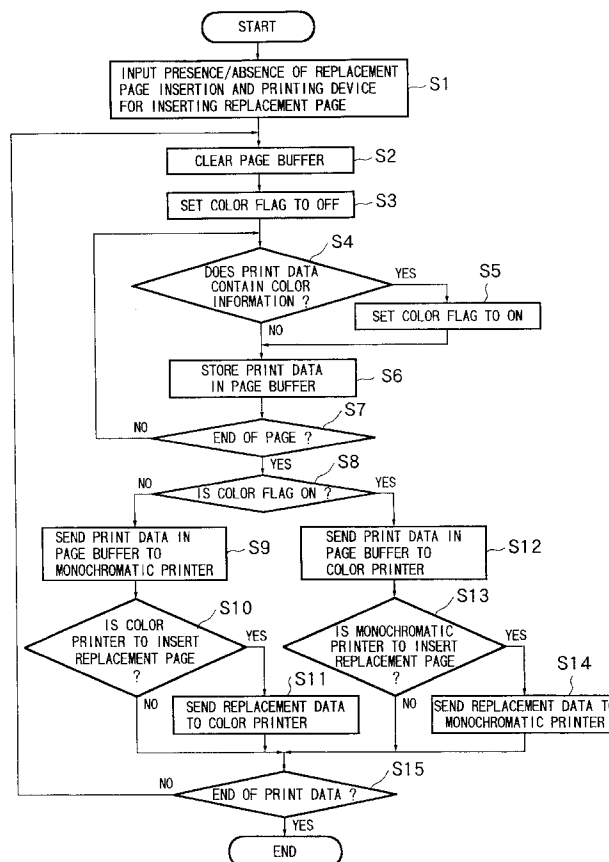 START
INPUT PRESENCE/ABSENCE OF REPLACEMENT
PAGE INSERTION AND PRINTING DEVICE
FOR INSERTING REPLACEMENT PAGE
S1
CLEAR PAGE BUFFER
S2
SET COLOR FLAG TO OFF
S3
S4
DOES PRINT DATA
CONTAIN COLOR
INFORMATION ?
YES
S5
SET COLOR FLAG TO ON
NO
STORE PRINT DATA
IN PAGE BUFFER
S6
S7
NO
END OF PAGE ?
YES
S8
NO
IS COLOR FLAG ON ?
YES
SEND PRINT DATA IN
PAGE BUFFER TO
MONOCHROMATIC PRINTER
S9
SEND PRINT DATA IN
PAGE BUFFER TO
COLOR PRINTER
S12
S10
IS COLOR
PRINTER TO INSERT
REPLACEMENT PAGE
?
YES
S13
IS MONOCHROMATIC
PRINTER TO INSERT
REPLACEMENT PAGE
?
YES
S11
NO
SEND REPLACEMENT DATA
TO COLOR PRINTER
S14
NO
SEND REPLACEMENT DATA TO
MONOCHROMATIC PRINTER
S15
NO
END OF PRINT DATA ?
YES
END